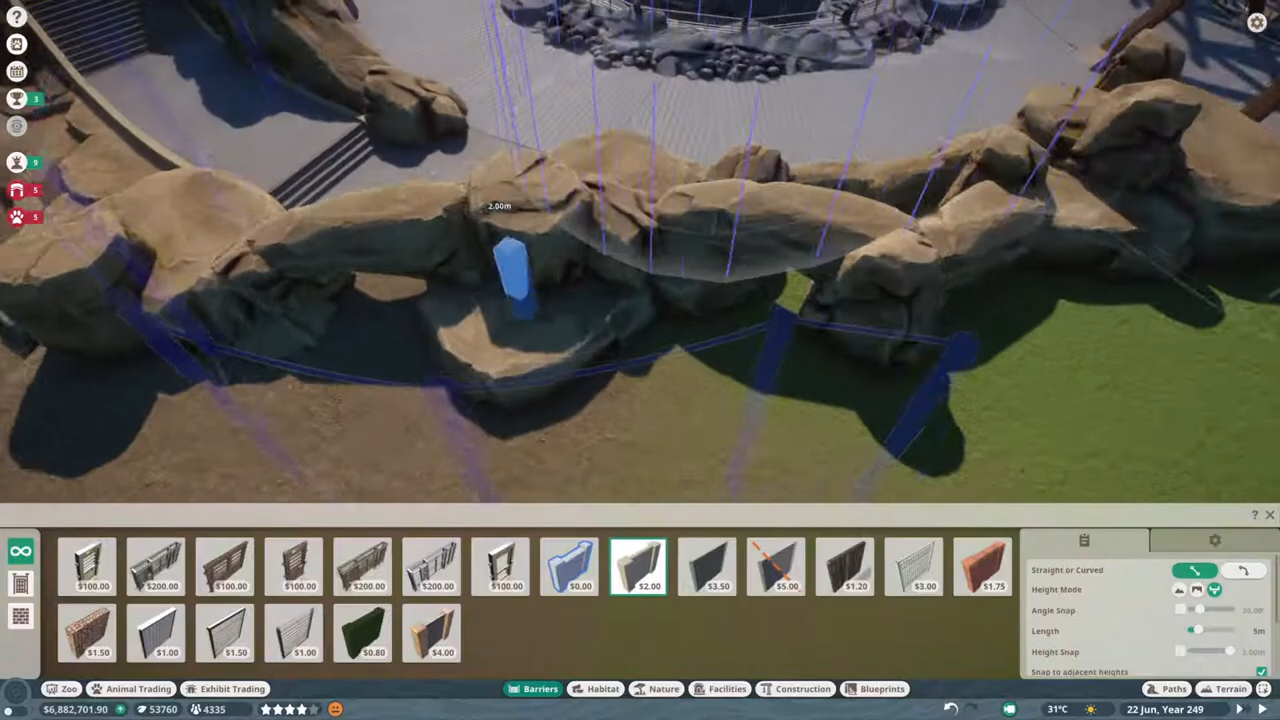 ?
3
9
5
5
2.00m
? ×
$100.00 $200.00 $100.00 $100.00 $200.00 $200.00 $100.00 $0.00 $2.00 $3.50 $5.00 $1.20 $3.00 $1.75
$1.50 $1.00 $1.50 $1.00 $0.80 $4.00
Straight or Curved
Height Mode
Angle Snap 30.00°
Length 5m
Height Snap 3.00m
Snap to adjacent heights
Zoo Animal Trading Exhibit Trading Barriers Habitat Nature Facilities Construction Blueprints Paths Terrain
$6,882,701.90 53760 4335 31°C 22 Jun, Year 249